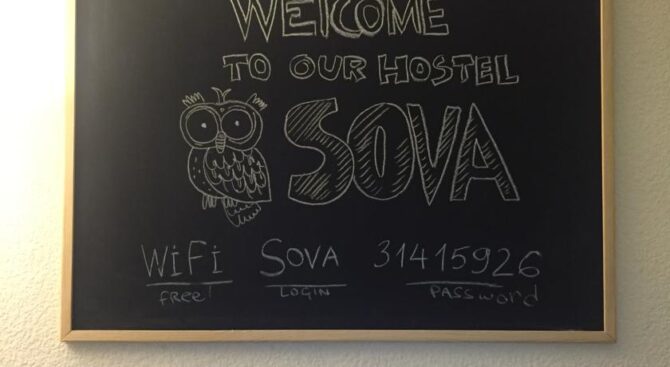 WELCOME
TO OUR HOSTEL
SOVA
WiFi SOVA 31415926
free! LOGIN PASSWord